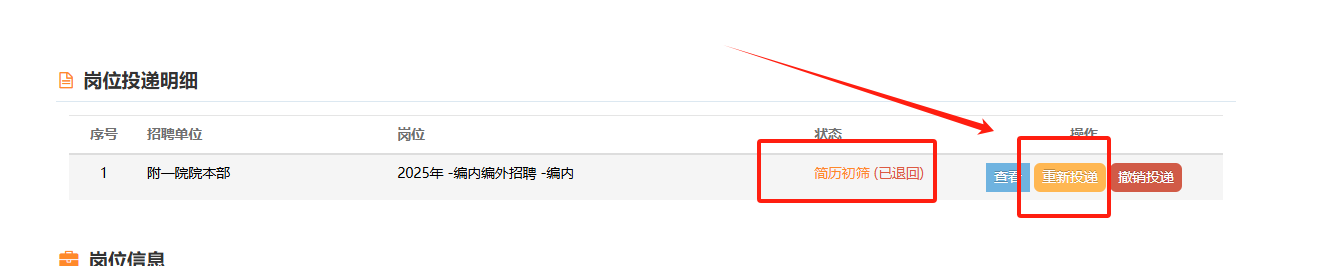 岗位投递明细
序号 招聘单位 岗位 状态 操作
1 附一院院本部 2025年 -编内编外招聘 -编内 简历初筛 (已退回) 查看 重新投递 撤销投递
岗位信息